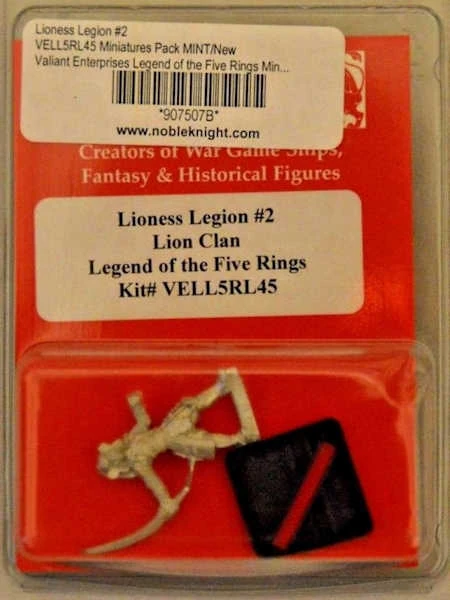 Lioness Legion #2
VELL5RL45 Miniatures Pack MINT/New
Valiant Enterprises Legend of the Five Rings Min...
*907507B*
www.nobleknight.com
Creators of War Game Ships,
Fantasy & Historical Figures
Lioness Legion #2
Lion Clan
Legend of the Five Rings
Kit# VELL5RL45